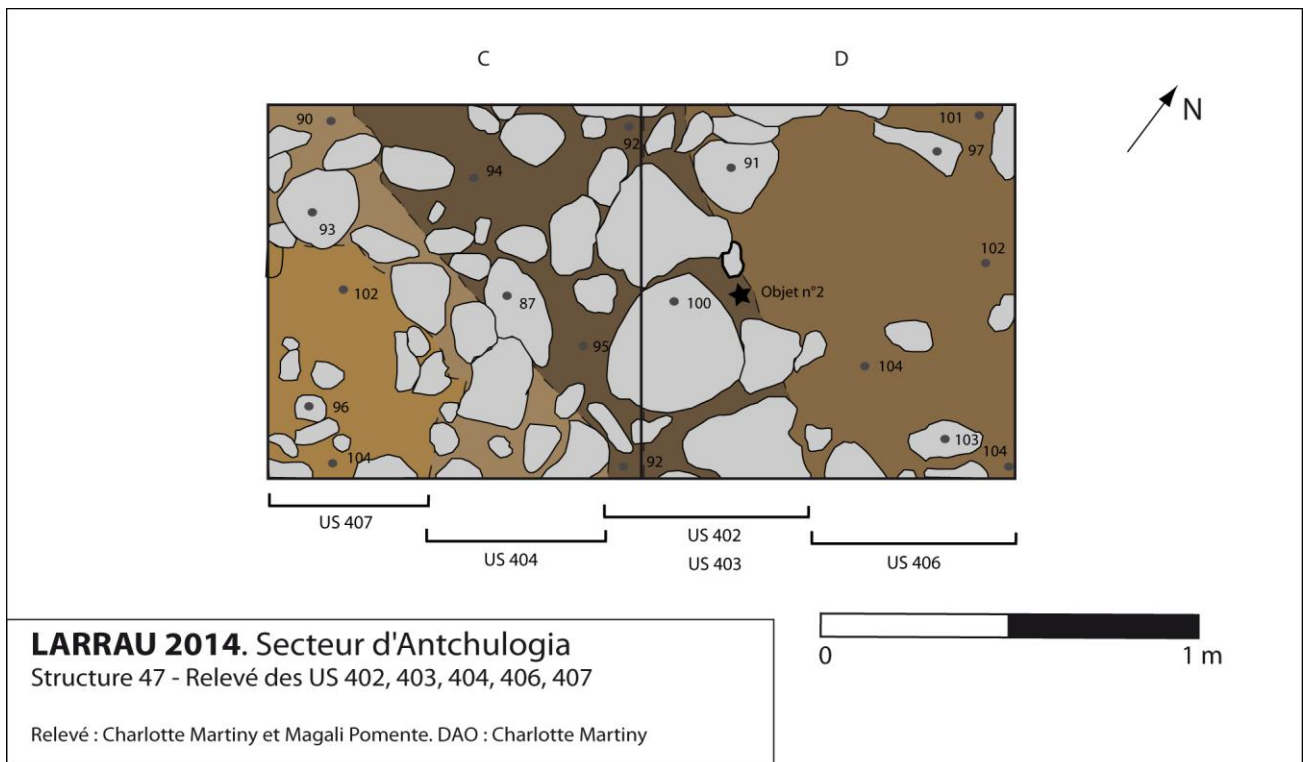 C D
N
90
92
101
97
94
91
93
102
102
87
100
Objet n°2
95
104
96
103
104
92
104
US 407
US 404
US 402
US 403
US 406
LARRAU 2014. Secteur d'Antchulogia
Structure 47 - Relevé des US 402, 403, 404, 406, 407
Relevé : Charlotte Martiny et Magali Pomente. DAO : Charlotte Martiny
0 1 m